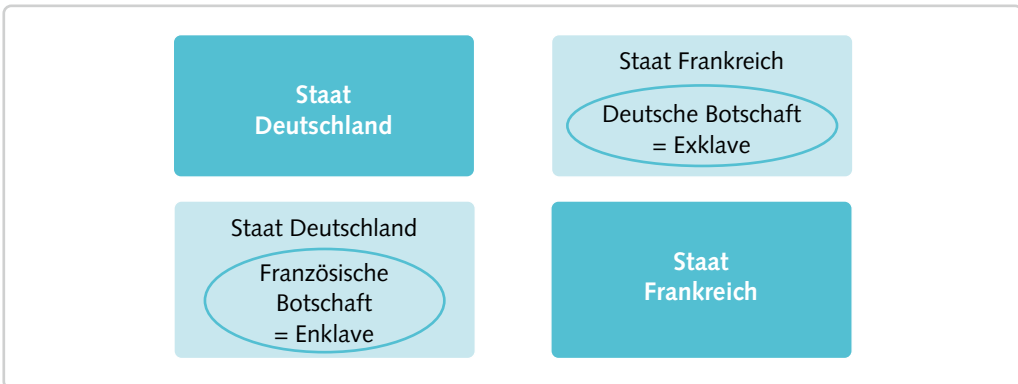 Staat
Deutschland
Staat Frankreich
Deutsche Botschaft
= Exklave
Staat Deutschland
Französische
Botschaft
= Enklave
Staat
Frankreich